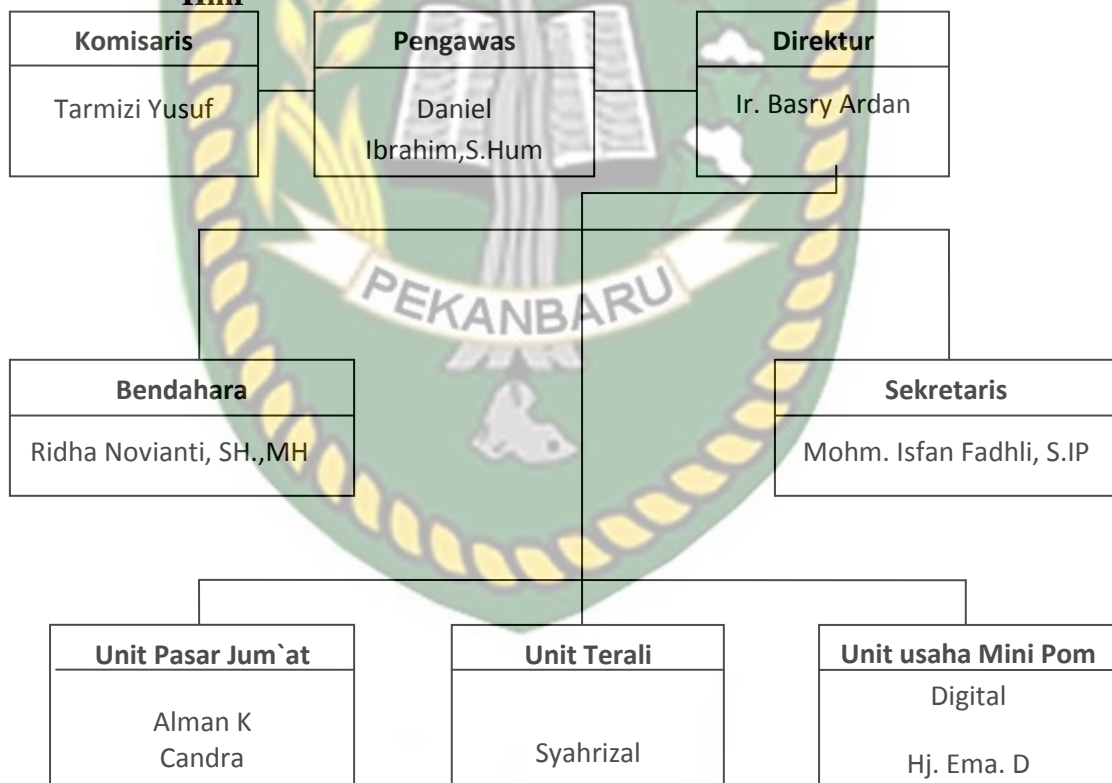 Komisaris
Tarmizi Yusuf
Pengawas
Daniel
Ibrahim,S.Hum
Direktur
Ir. Basry Ardan
PEKANBARU
Bendahara
Ridha Novianti, SH.,MH
Sekretaris
Mohm. Isfan Fadhli, S.IP
Unit Pasar Jum`at
Alman K
Candra
Unit Terali
Syahrizal
Unit usaha Mini Pom
Digital
Hj. Ema. D